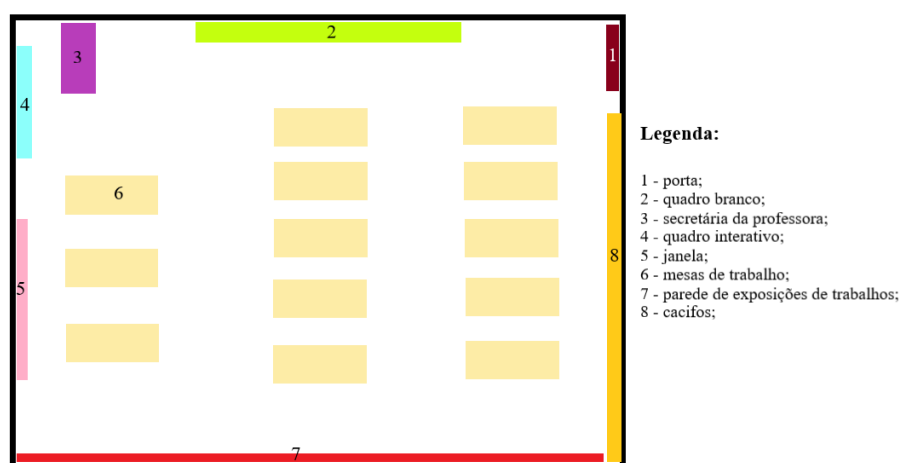 2
3
1
4
6
5
8
7
Legenda:
1 - porta;
2 - quadro branco;
3 - secretária da professora;
4 - quadro interativo;
5 - janela;
6 - mesas de trabalho;
7 - parede de exposições de trabalhos;
8 - cacifos;